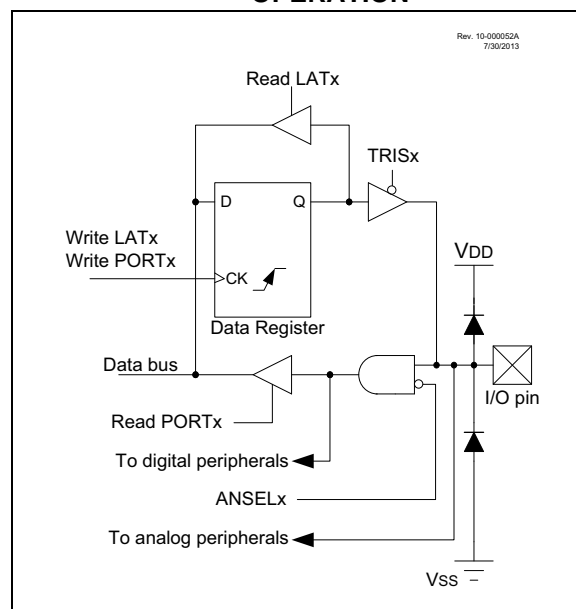 OPERATION
Rev. 10-000052A
7/30/2013
Read LATx
TRISx
D Q
Write LATx
Write PORTx
CK
VDD
Data Register
Data bus
I/O pin
Read PORTx
To digital peripherals
ANSELx
To analog peripherals
VSS